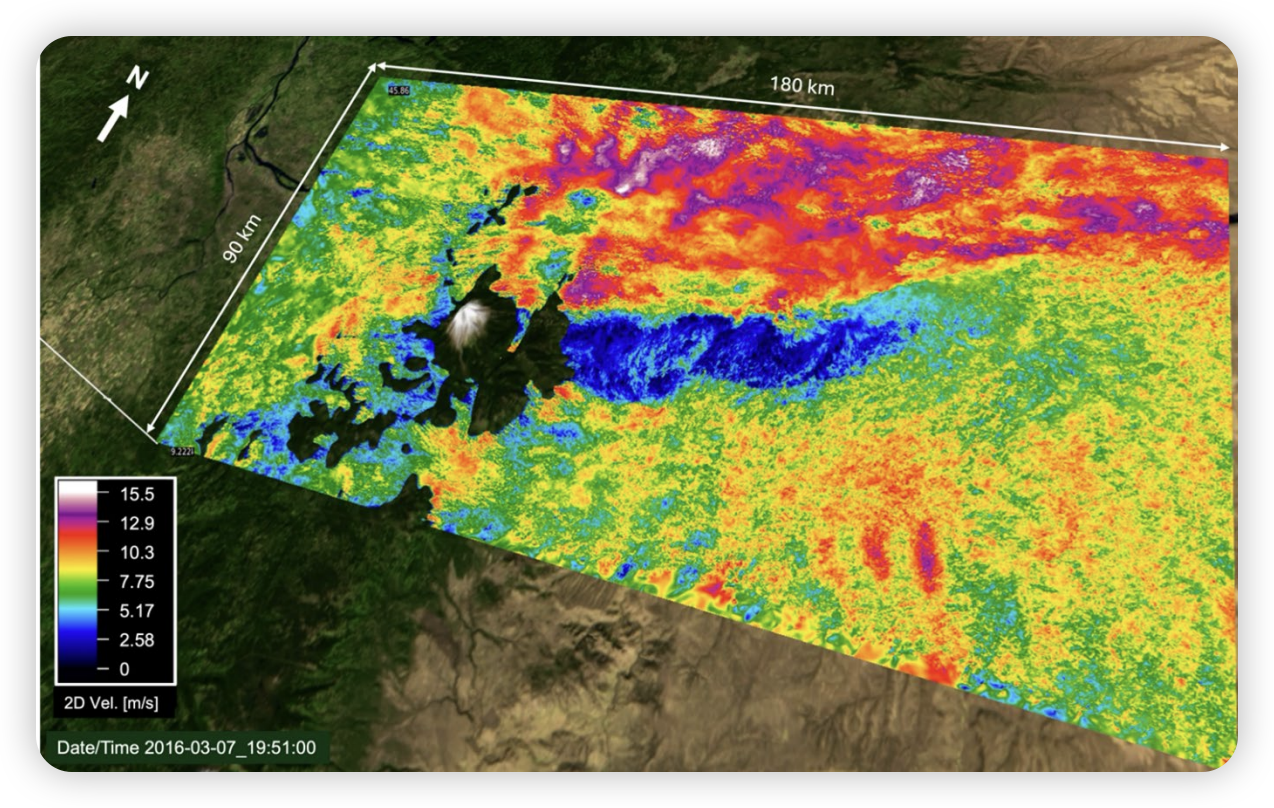 N
180 km
45.86
90 km
9.222
15.5
12.9
10.3
7.75
5.17
2.58
0
2D Vel. [m/s]
Date/Time 2016-03-07_19:51:00